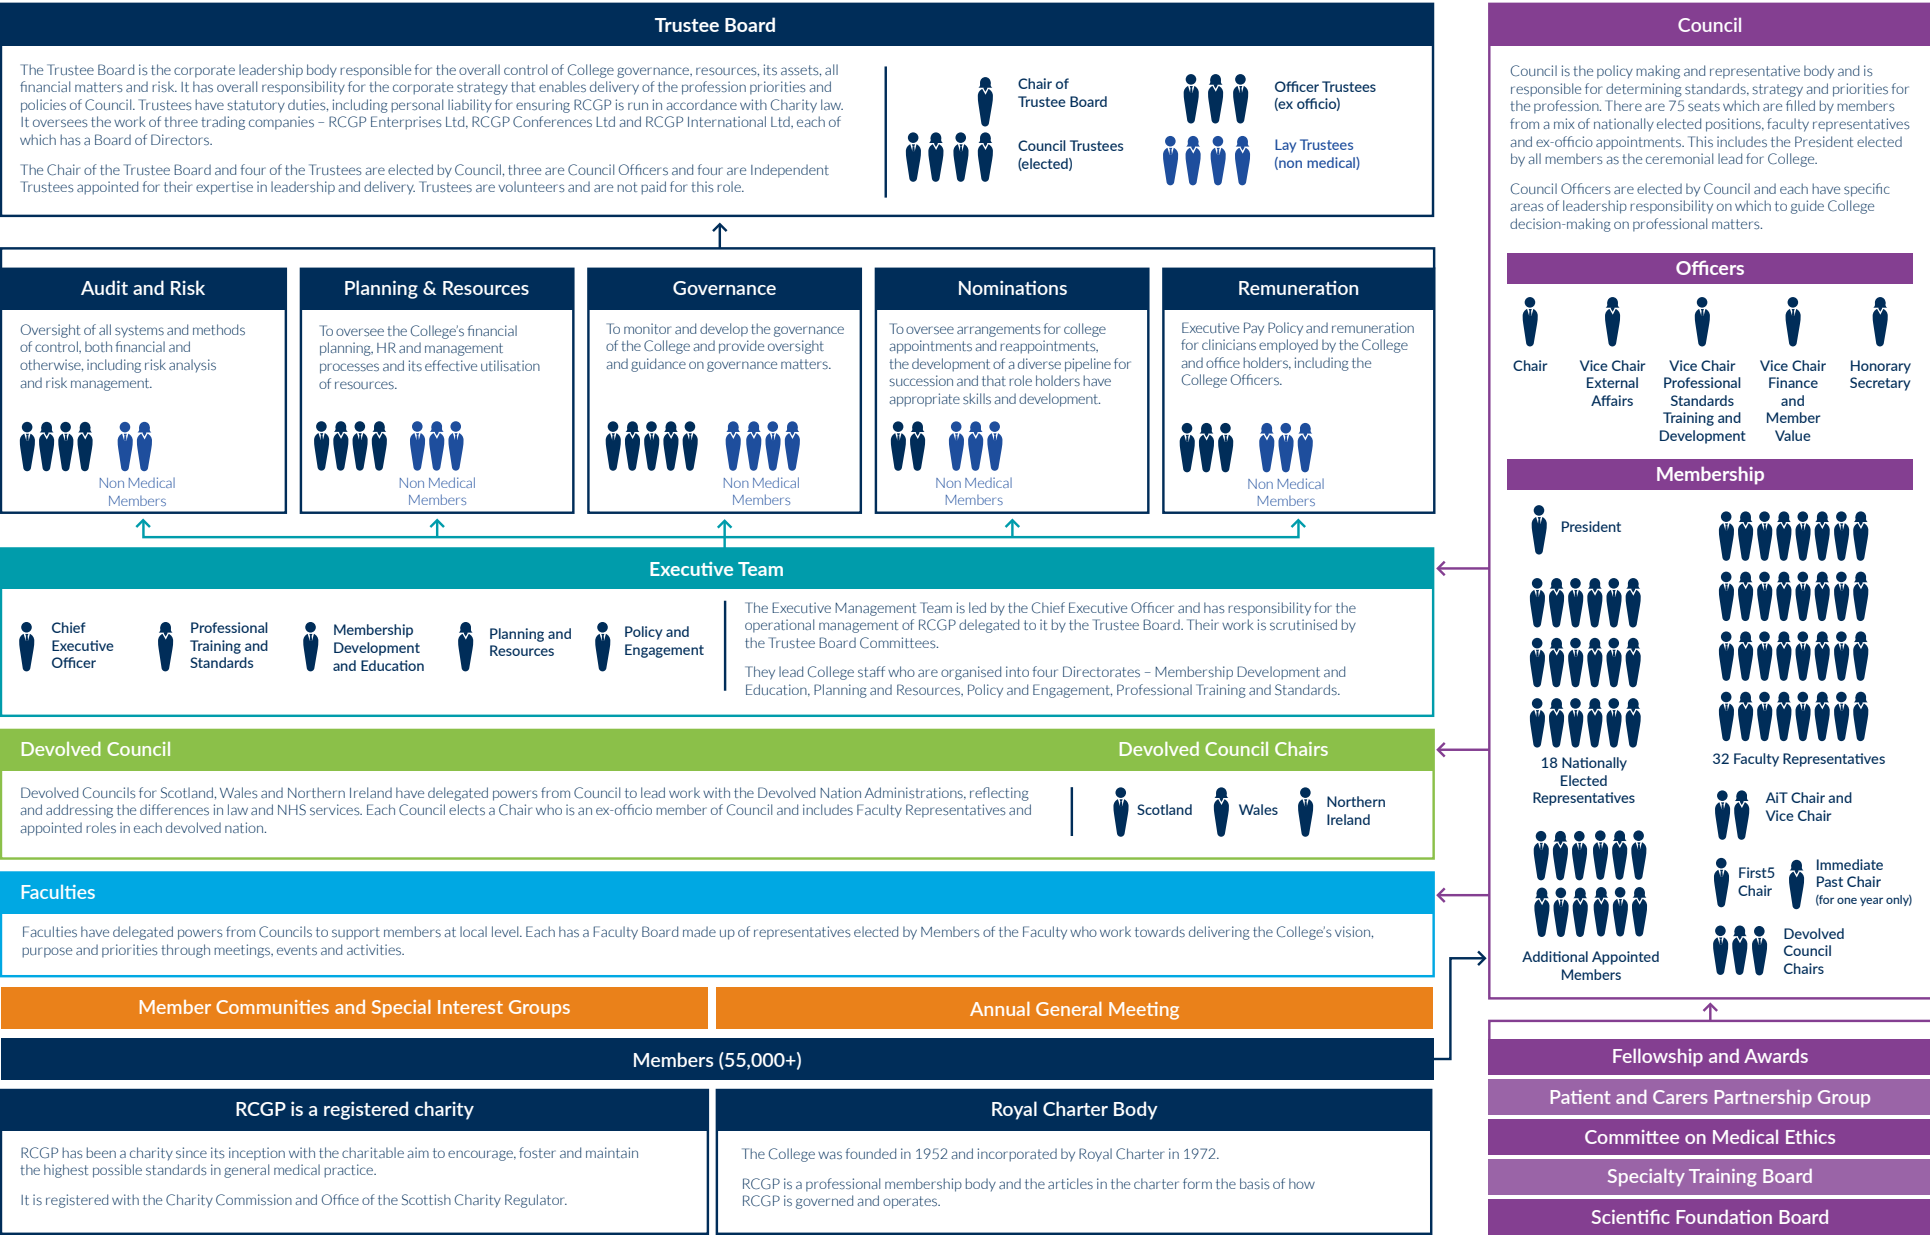 Trustee Board
The Trustee Board is the corporate leadership body responsible for the overall control of College governance, resources, its assets, all
financial matters and risk. It has overall responsibility for the corporate strategy that enables delivery of the profession priorities and
policies of Council. Trustees have statutory duties, including personal liability for ensuring RCGP is run in accordance with Charity law.
It oversees the work of three trading companies – RCGP Enterprises Ltd, RCGP Conferences Ltd and RCGP International Ltd, each of
which has a Board of Directors.
The Chair of the Trustee Board and four of the Trustees are elected by Council, three are Council Officers and four are Independent
Trustees appointed for their expertise in leadership and delivery. Trustees are volunteers and are not paid for this role.
Chair of
Trustee Board
Officer Trustees
(ex officio)
Council Trustees
(elected)
Lay Trustees
(non medical)
Audit and Risk
Oversight of all systems and methods
of control, both financial and
otherwise, including risk analysis
and risk management.
Non Medical
Members
Planning & Resources
To oversee the College's financial
planning, HR and management
processes and its effective utilisation
of resources.
Non Medical
Members
Governance
To monitor and develop the governance
of the College and provide oversight
and guidance on governance matters.
Non Medical
Members
Nominations
To oversee arrangements for college
appointments and reappointments,
the development of a diverse pipeline for
succession and that role holders have
appropriate skills and development.
Non Medical
Members
Remuneration
Executive Pay Policy and remuneration
for clinicians employed by the College
and office holders, including the
College Officers.
Non Medical
Members
Executive Team
Chief
Executive
Officer
Professional
Training and
Standards
Membership
Development
and Education
Planning and
Resources
Policy and
Engagement
The Executive Management Team is led by the Chief Executive Officer and has responsibility for the
operational management of RCGP delegated to it by the Trustee Board. Their work is scrutinised by
the Trustee Board Committees.
They lead College staff who are organised into four Directorates – Membership Development and
Education, Planning and Resources, Policy and Engagement, Professional Training and Standards.
Devolved Council
Devolved Council Chairs
Devolved Councils for Scotland, Wales and Northern Ireland have delegated powers from Council to lead work with the Devolved Nation Administrations, reflecting
and addressing the differences in law and NHS services. Each Council elects a Chair who is an ex-officio member of Council and includes Faculty Representatives and
appointed roles in each devolved nation.
Scotland
Wales
Northern
Ireland
Faculties
Faculties have delegated powers from Councils to support members at local level. Each has a Faculty Board made up of representatives elected by Members of the Faculty who work towards delivering the College's vision,
purpose and priorities through meetings, events and activities.
Member Communities and Special Interest Groups
Annual General Meeting
Members (55,000+)
RCGP is a registered charity
RCGP has been a charity since its inception with the charitable aim to encourage, foster and maintain
the highest possible standards in general medical practice.
It is registered with the Charity Commission and Office of the Scottish Charity Regulator.
Royal Charter Body
The College was founded in 1952 and incorporated by Royal Charter in 1972.
RCGP is a professional membership body and the articles in the charter form the basis of how
RCGP is governed and operates.
Council
Council is the policy making and representative body and is
responsible for determining standards, strategy and priorities for
the profession. There are 75 seats which are filled by members
from a mix of nationally elected positions, faculty representatives
and ex-officio appointments. This includes the President elected
by all members as the ceremonial lead for College.
Council Officers are elected by Council and each have specific
areas of leadership responsibility on which to guide College
decision-making on professional matters.
Officers
Chair
Vice Chair
External
Affairs
Vice Chair
Professional
Standards
Training and
Development
Vice Chair
Finance
and
Member
Value
Honorary
Secretary
Membership
President
18 Nationally
Elected
Representatives
32 Faculty Representatives
AiT Chair and
Vice Chair
First5
Chair
Immediate
Past Chair
(for one year only)
Additional Appointed
Members
Devolved
Council
Chairs
Fellowship and Awards
Patient and Carers Partnership Group
Committee on Medical Ethics
Specialty Training Board
Scientific Foundation Board